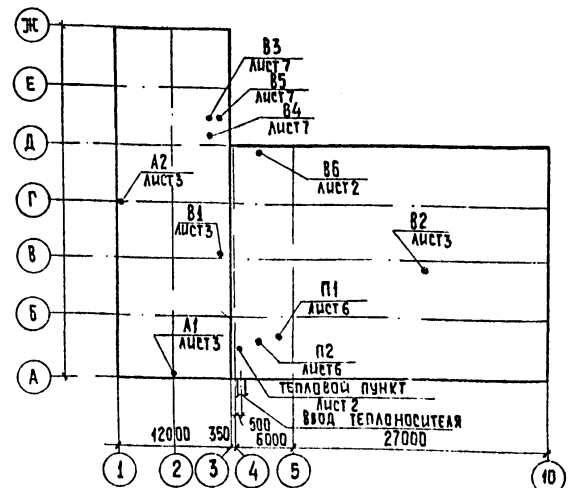 Ж
В3
ЛИСТ 7
Е
В5
ЛИСТ 7
В4
ЛИСТ 7
Д
А2
ЛИСТ 3
В6
ЛИСТ 2
Г
В1
ЛИСТ 3
В2
ЛИСТ 3
В
П1
ЛИСТ 6
Б
А1
ЛИСТ 3
П2
ЛИСТ 6
А
ТЕПЛОВОЙ ПУНКТ
ЛИСТ 2
ВВОД ТЕПЛОНОСИТЕЛЯ
12000 350 500 6000 27000
1 2 3 4 5 10